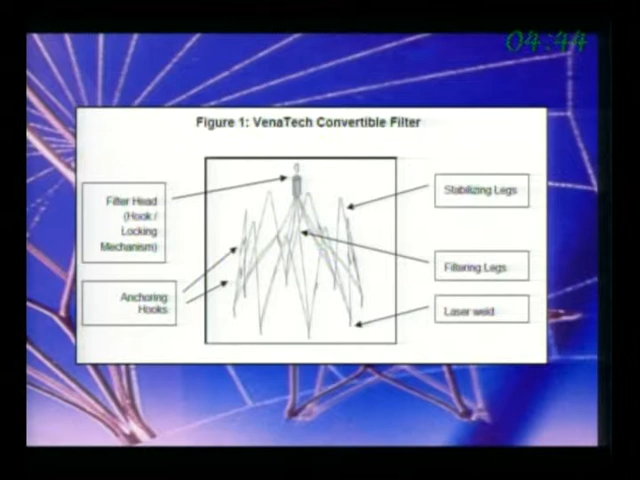 04:44
Figure 1: VenaTech Convertible Filter
Filter Head
(Hook /
Locking
Mechanism)
Anchoring
Hooks
Stabilizing Legs
Filtering Legs
Laser weld